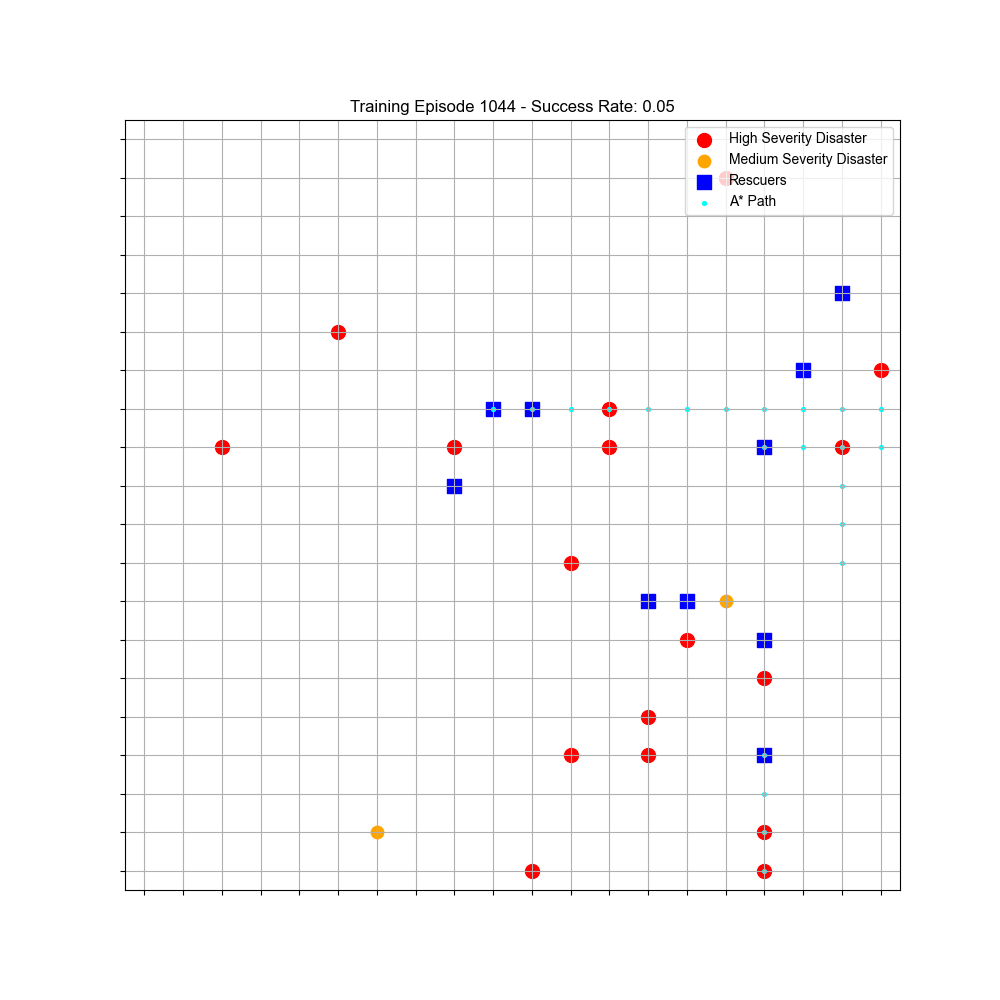 Training Episode 1044 - Success Rate: 0.05
High Severity Disaster
Medium Severity Disaster
Rescuers
A* Path